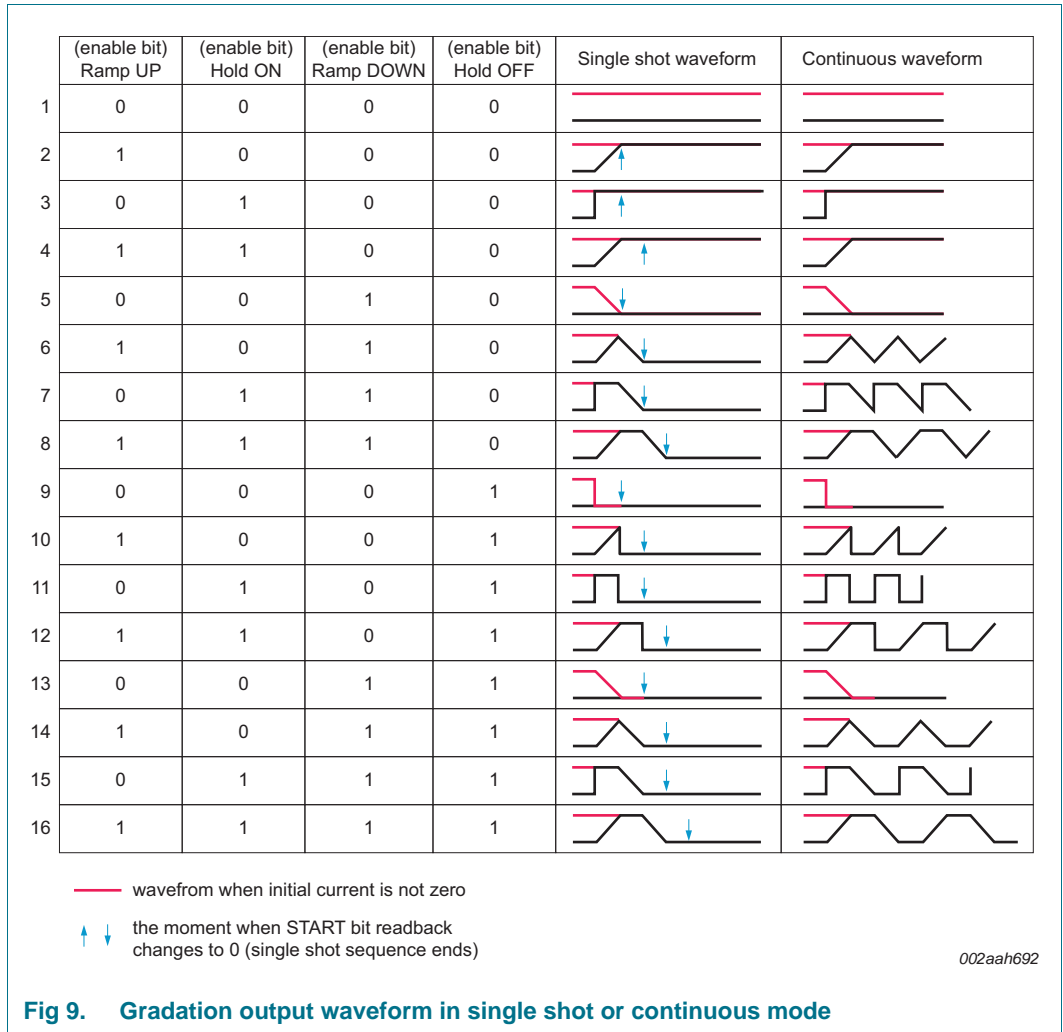 (enable bit) (enable bit) (enable bit) (enable bit) Single shot waveform Continuous waveform
Ramp UP Hold ON Ramp DOWN Hold OFF
1 0 0 0 0
2 1 0 0 0
3 0 1 0 0
4 1 1 0 0
5 0 0 1 0
6 1 0 1 0
7 0 1 1 0
8 1 1 1 0
9 0 0 0 1
10 1 0 0 1
11 0 1 0 1
12 1 1 0 1
13 0 0 1 1
14 1 0 1 1
15 0 1 1 1
16 1 1 1 1
wavefrom when initial current is not zero
the moment when START bit readback
changes to 0 (single shot sequence ends)
002aah692
Fig 9. Gradation output waveform in single shot or continuous mode